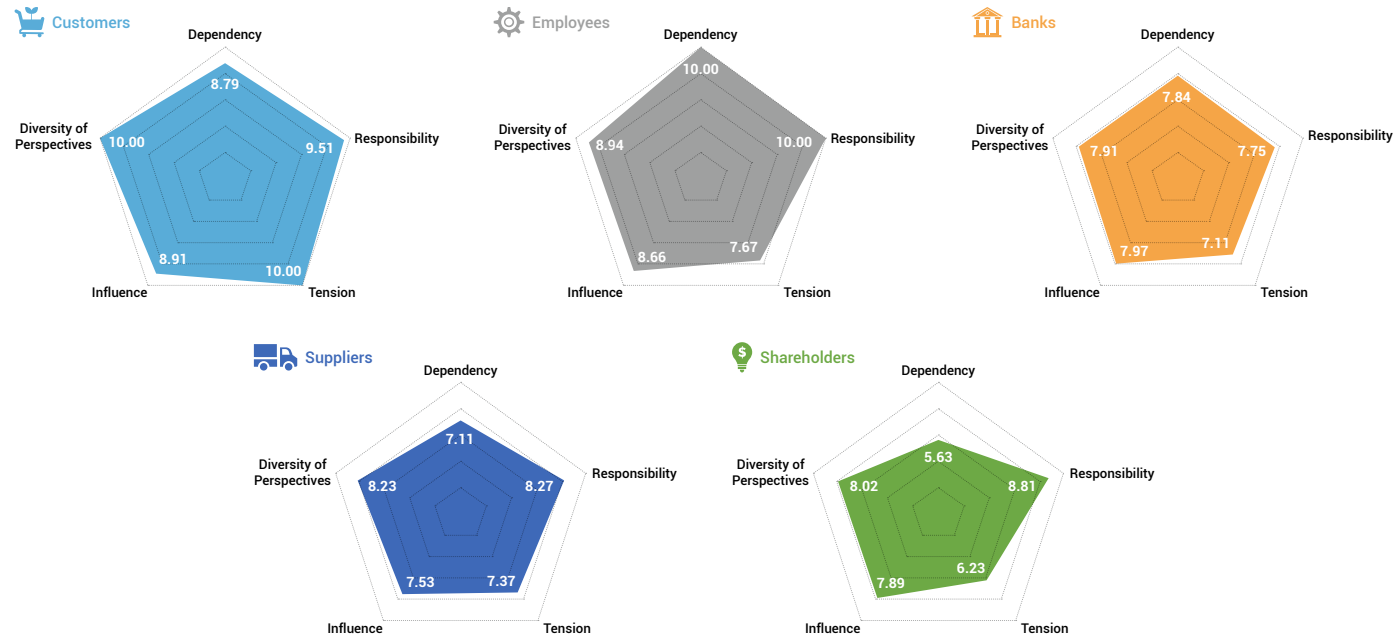 Customers
Dependency
8.79
Diversity of
Perspectives
10.00
9.51
Responsibility
8.91
10.00
Influence
Tension
Employees
Dependency
10.00
Diversity of
Perspectives
8.94
10.00
Responsibility
8.66
7.67
Influence
Tension
Banks
Dependency
7.84
Diversity of
Perspectives
7.91
7.75
Responsibility
7.97
7.11
Influence
Tension
Suppliers
Dependency
7.11
Diversity of
Perspectives
8.23
8.27
Responsibility
7.53
7.37
Influence
Tension
$
Shareholders
Dependency
5.63
Diversity of
Perspectives
8.02
8.81
Responsibility
7.89
6.23
Influence
Tension